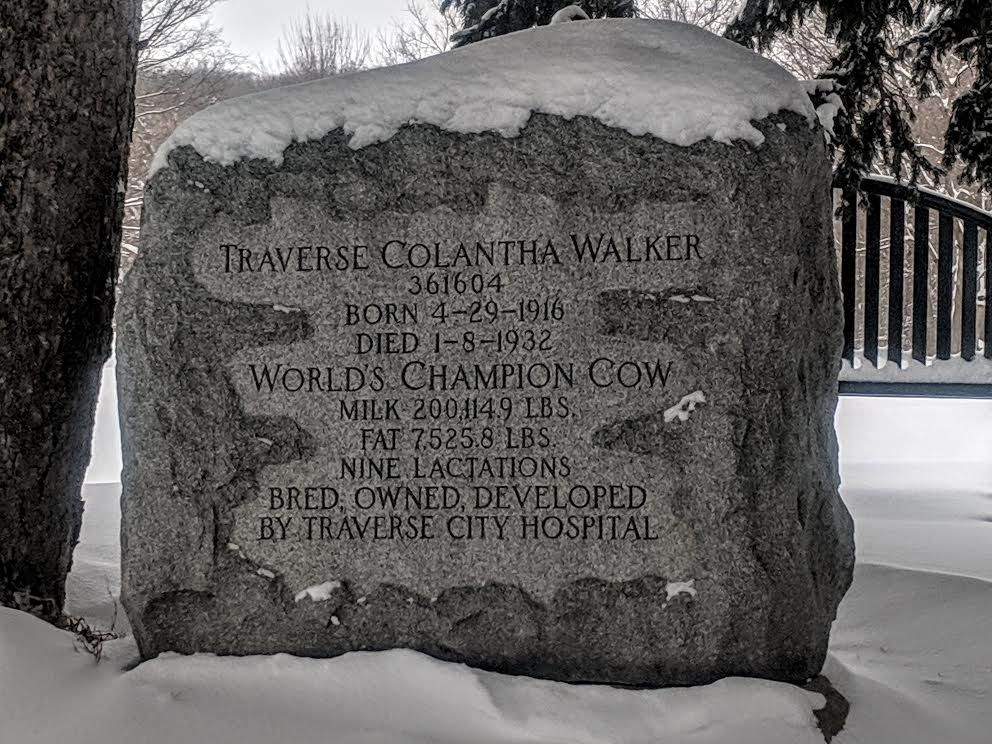 TRAVERSE COLANTHA WALKER
361604
BORN 4-29-1916
DIED 1-8-1932
WORLD'S CHAMPION COW
MILK 200,114.9 LBS.
FAT 7,525.8 LBS.
NINE LACTATIONS
BRED, OWNED, DEVELOPED
BY TRAVERSE CITY HOSPITAL